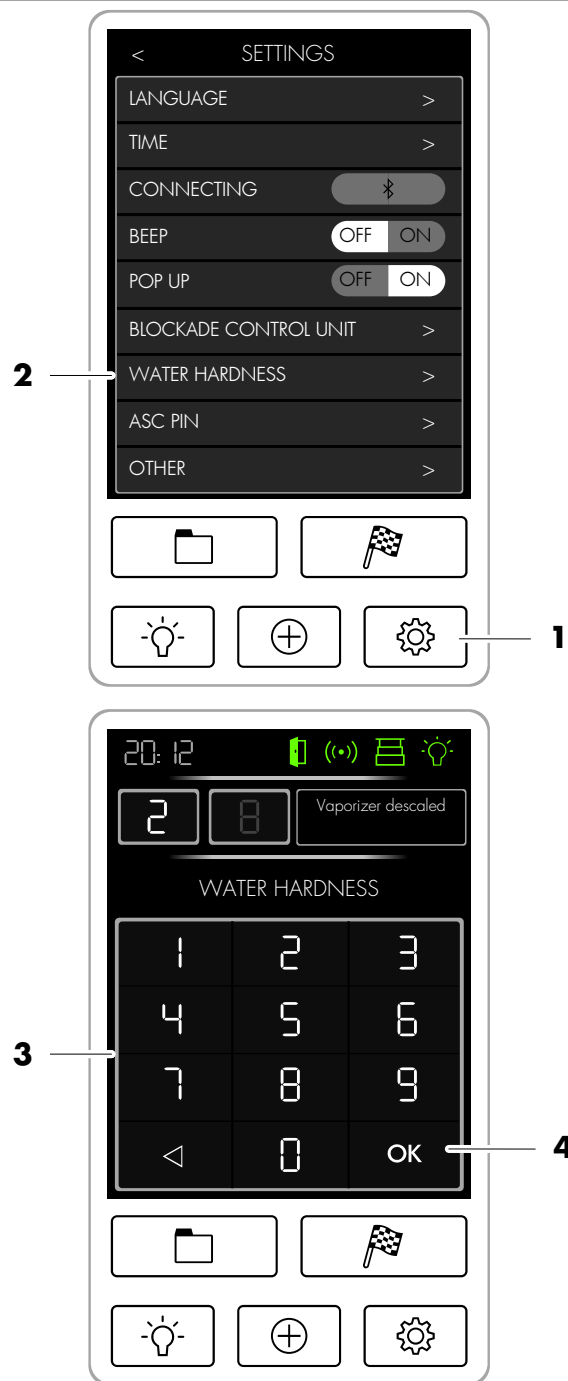 < SETTINGS
LANGUAGE >
TIME >
CONNECTING
BEEP OFF ON
POP UP OFF ON
BLOCKADE CONTROL UNIT >
2 WATER HARDNESS >
ASC PIN >
OTHER >
1
20:12
2 8 Vaporizer descaled
WATER HARDNESS
1 2 3
4 5 6
3
7 8 9
0 OK 4